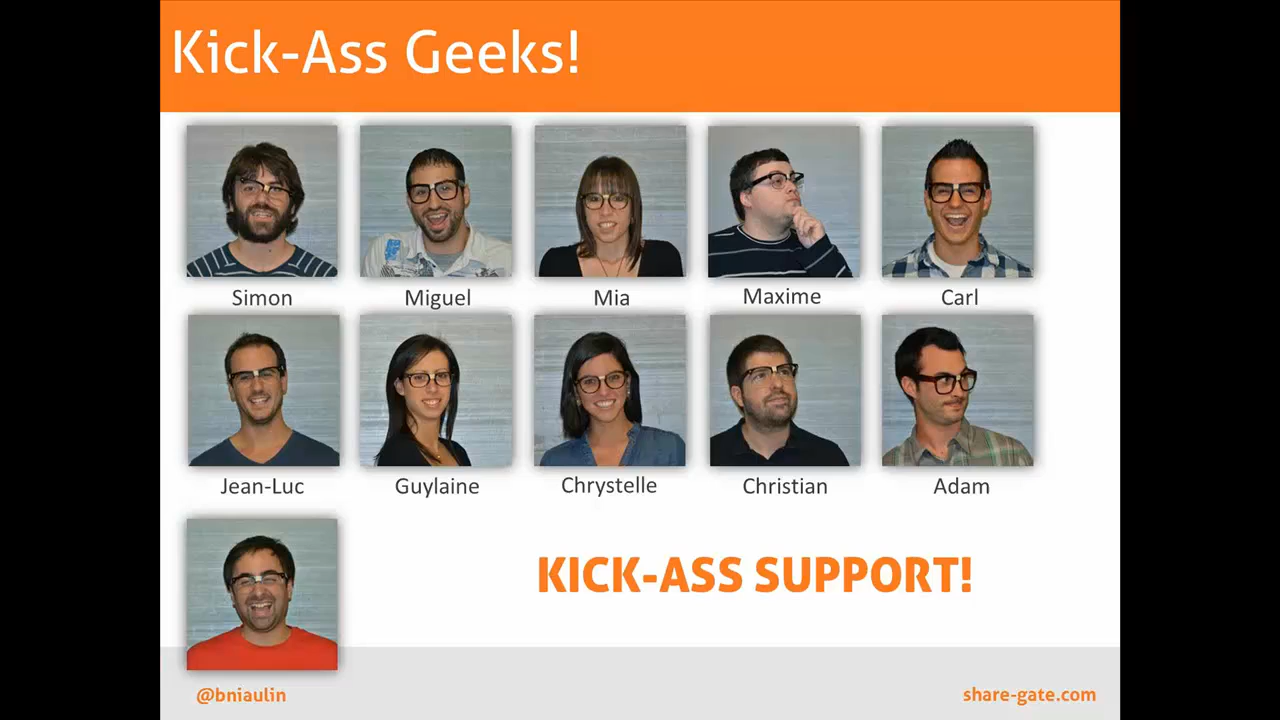 Kick-Ass Geeks!
Simon Miguel Mia Maxime Carl
Jean-Luc Guylaine Chrystelle Christian Adam
KICK-ASS SUPPORT!
@bniaulin share-gate.com